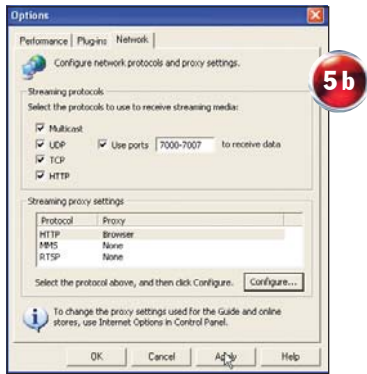 Options
Performance Plug-ins Network
Configure network protocols and proxy settings.
5b
Streaming protocols
Select the protocols to use to receive streaming media:
Multicast
UDP Use ports 7000-7007 to receive data
TCP
HTTP
Streaming proxy settings
Protocol Proxy
HTTP Browser
MMS None
RTSP None
Select the protocol above, and then click Configure. Configure...
To change the proxy settings used for the Guide and online
stores, use Internet Options in Control Panel.
OK Cancel Apply Help